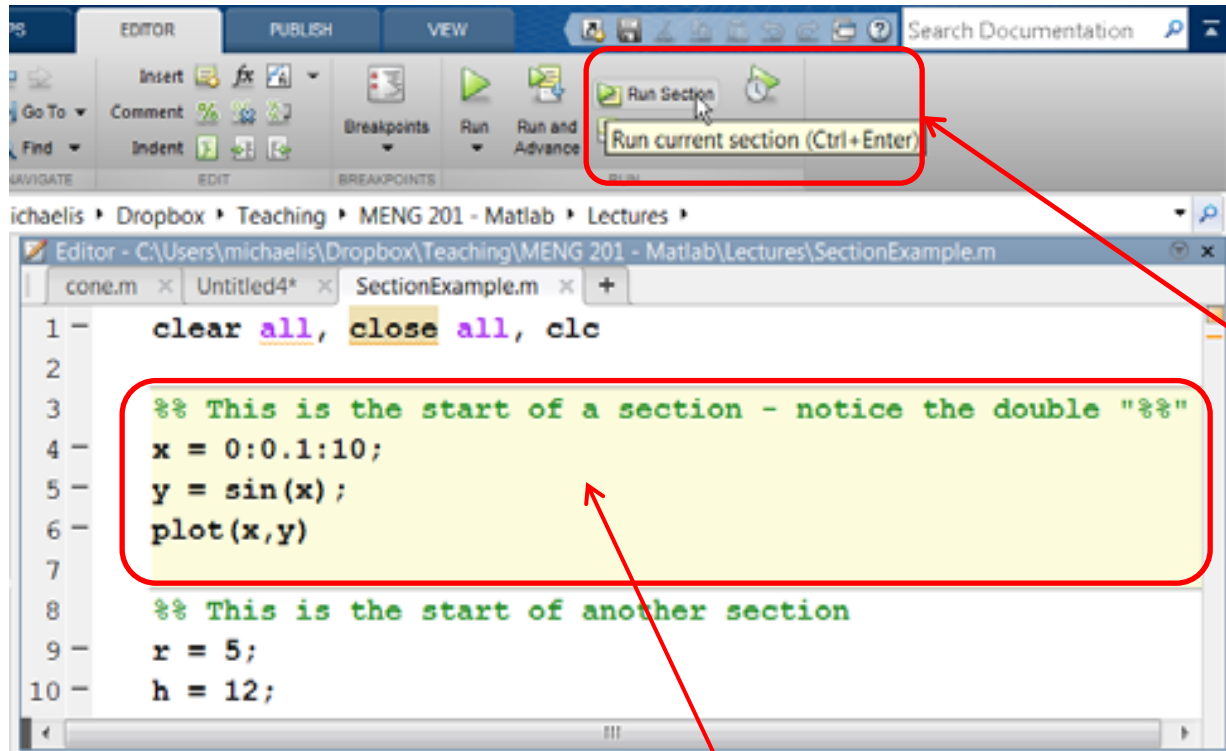 PS EDITOR PUBLISH VIEW Search Documentation
Insert fx
Go To Comment Breakpoints Run Run and Advance Run Section
Find Indent Run current section (Ctrl+Enter)
NAVIGATE EDIT BREAKPOINTS RUN
ichaelis Dropbox Teaching MENG 201 - Matlab Lectures
Editor - C:\Users\michaelis\Dropbox\Teaching\MENG 201 - Matlab\Lectures\SectionExample.m
cone.m Untitled4* SectionExample.m +
1 - clear all, close all, clc
2
3 %% This is the start of a section - notice the double "%%"
4 - x = 0:0.1:10;
5 - y = sin(x);
6 - plot(x,y)
7
8 %% This is the start of another section
9 - r = 5;
10 - h = 12;